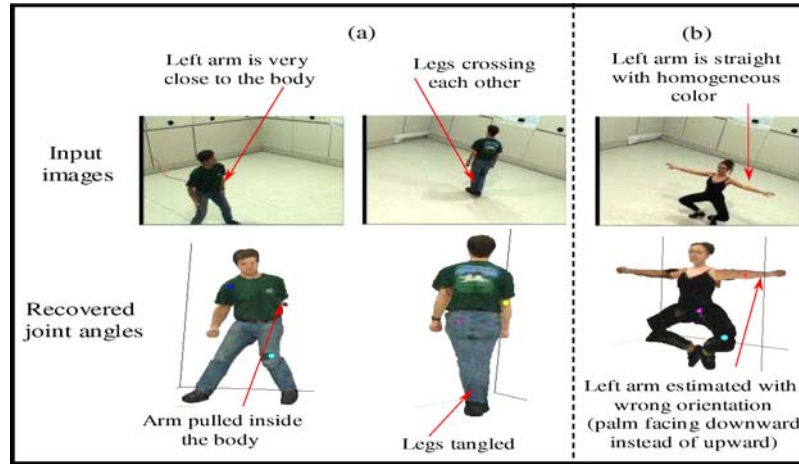 (a)
(b)
Left arm is very
close to the body
Legs crossing
each other
Left arm is straight
with homogeneous
color
Input
images
Recovered
joint angles
Arm pulled inside
the body
Legs tangled
Left arm estimated with
wrong orientation
(palm facing downward
instead of upward)